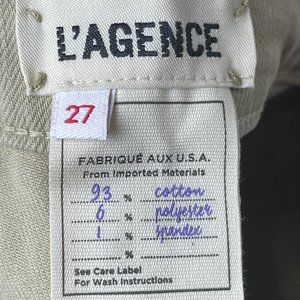 L'AGENCE
27
FABRIQUÉ AUX U.S.A.
From Imported Materials
93 % cotton
6 % polyester
1 % spandex
%
See Care Label
For Wash Instructions